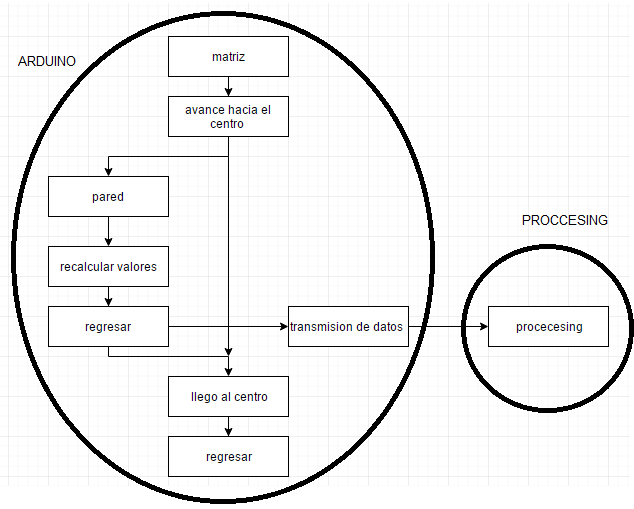 ARDUINO
matriz
avance hacia el
centro
pared
recalcular valores
regresar
transmision de datos
llego al centro
regresar
PROCCESING
procecesing